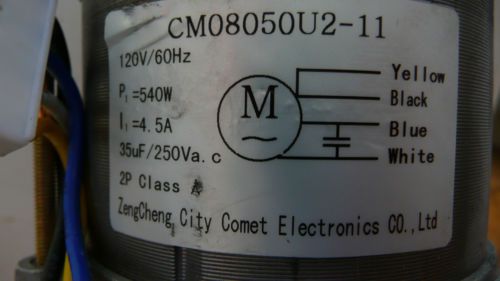 CM08050U2-11
120V/60Hz
P₁=540W
I₁=4.5A
35uF/250Va.c
2P Class A
M
~
Yellow
Black
Blue
White
ZengCheng City Comet Electronics CO.,Ltd